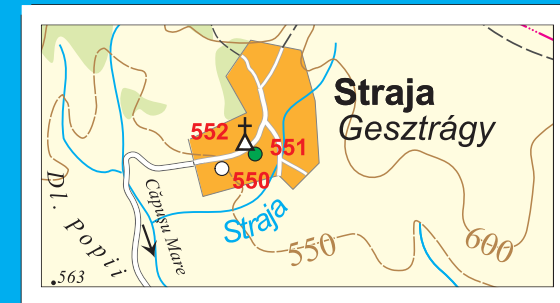 Straja
Gesztrágy
552
551
550
Dl. Popii
Căpușu Mare
Straja
550
600
.563